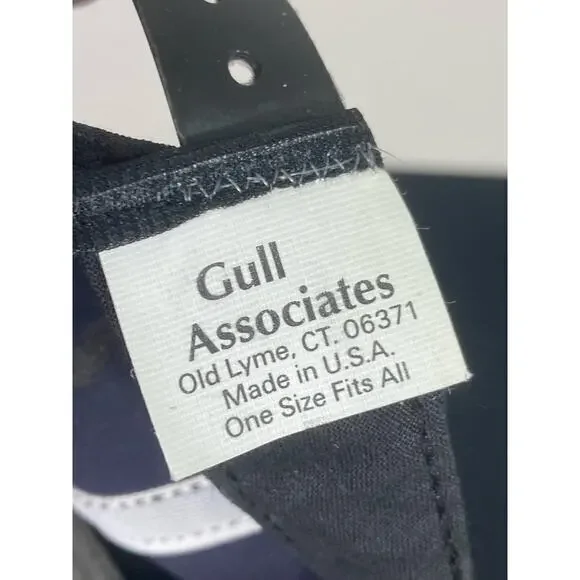 Gull
Associates
Old Lyme, CT. 06371
Made in U.S.A.
One Size Fits All